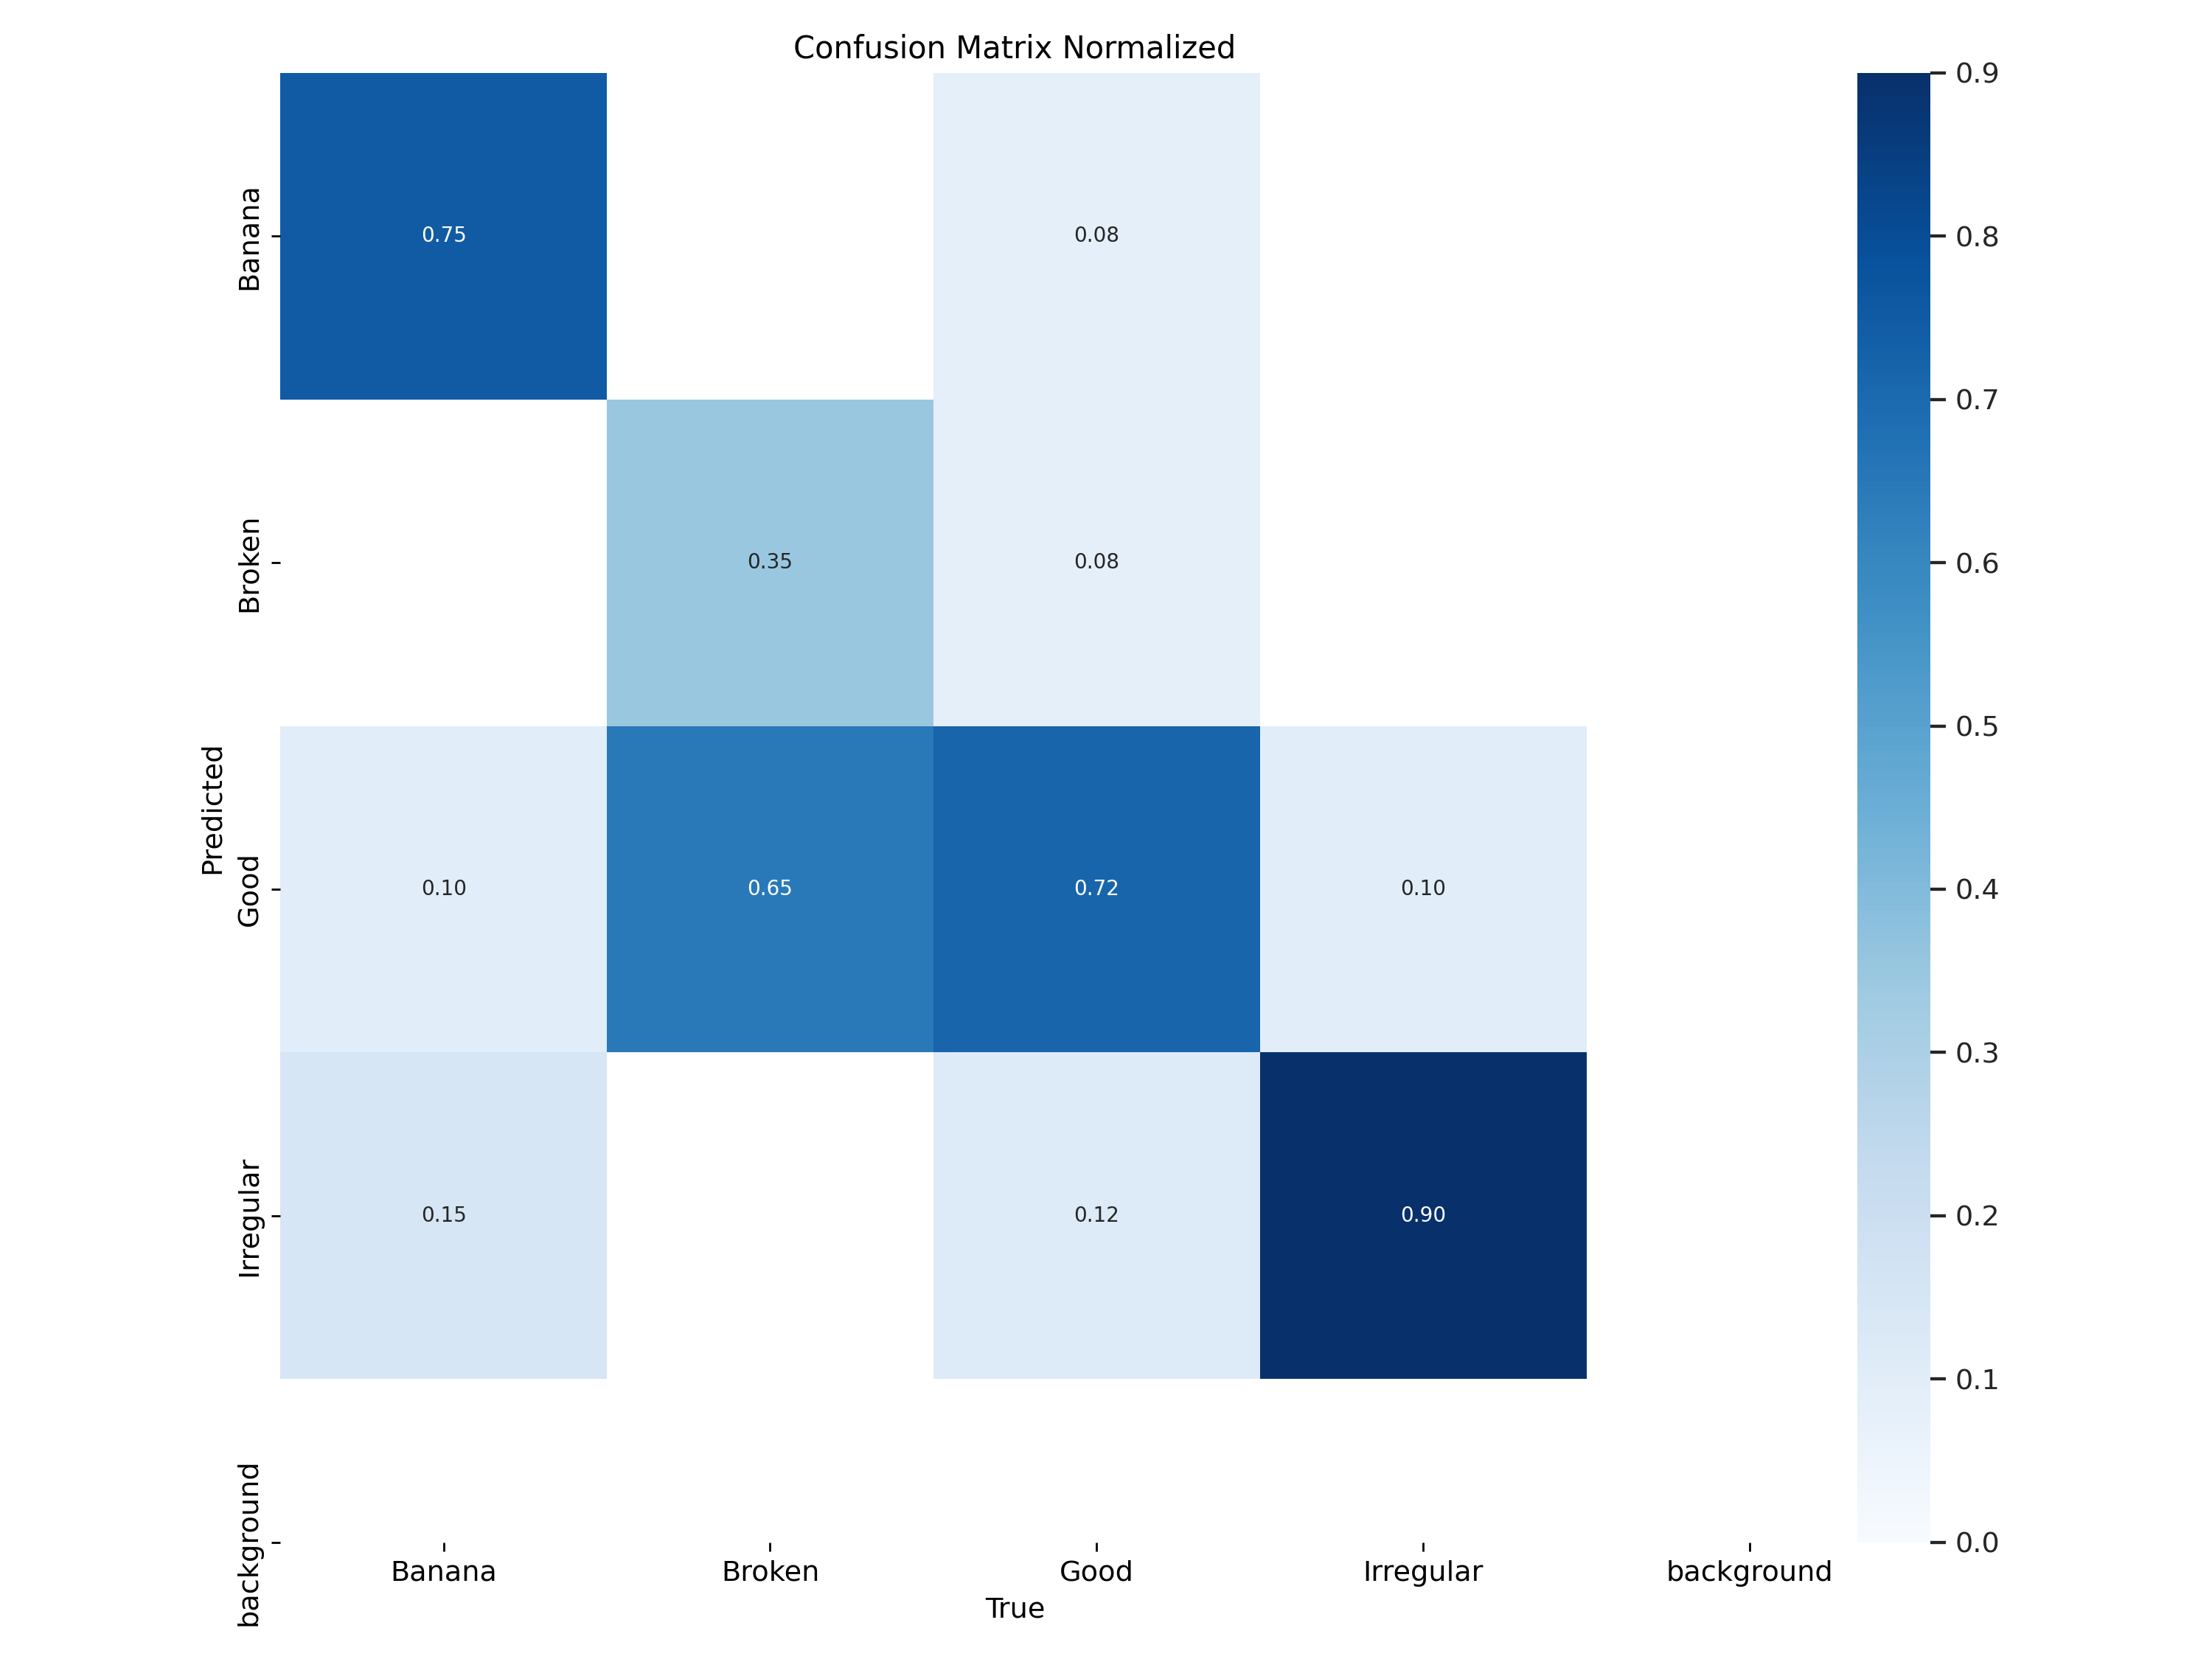 Confusion Matrix Normalized
Predicted
Banana
0.75
0.08
Broken
0.35
0.08
Good
0.10
0.65
0.72
0.10
Irregular
0.15
0.12
0.90
background
Banana
Broken
Good
Irregular
background
True
0.9
0.8
0.7
0.6
0.5
0.4
0.3
0.2
0.1
0.0